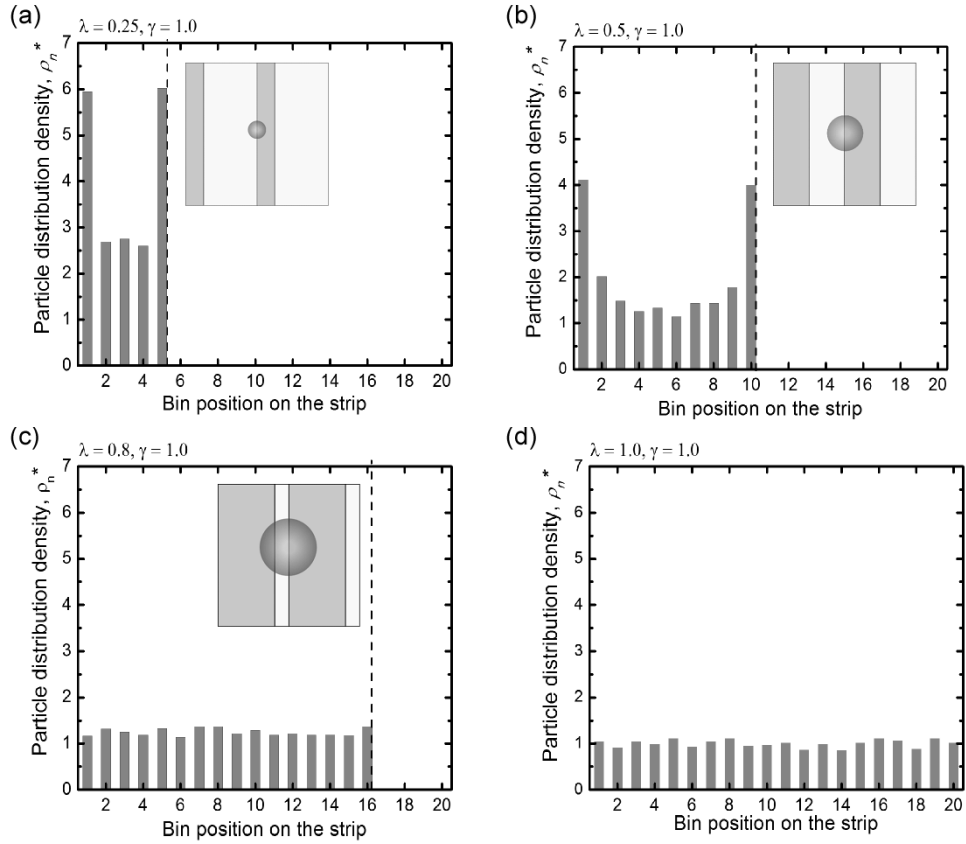 (a)
λ = 0.25, γ = 1.0
Particle distribution density, ρn*
7
6
5
4
3
2
1
0
2 4 6 8 10 12 14 16 18 20
Bin position on the strip
(b)
λ = 0.5, γ = 1.0
Particle distribution density, ρn*
7
6
5
4
3
2
1
0
2 4 6 8 10 12 14 16 18 20
Bin position on the strip
(c)
λ = 0.8, γ = 1.0
Particle distribution density, ρn*
7
6
5
4
3
2
1
0
2 4 6 8 10 12 14 16 18 20
Bin position on the strip
(d)
λ = 1.0, γ = 1.0
Particle distribution density, ρn*
7
6
5
4
3
2
1
0
2 4 6 8 10 12 14 16 18 20
Bin position on the strip